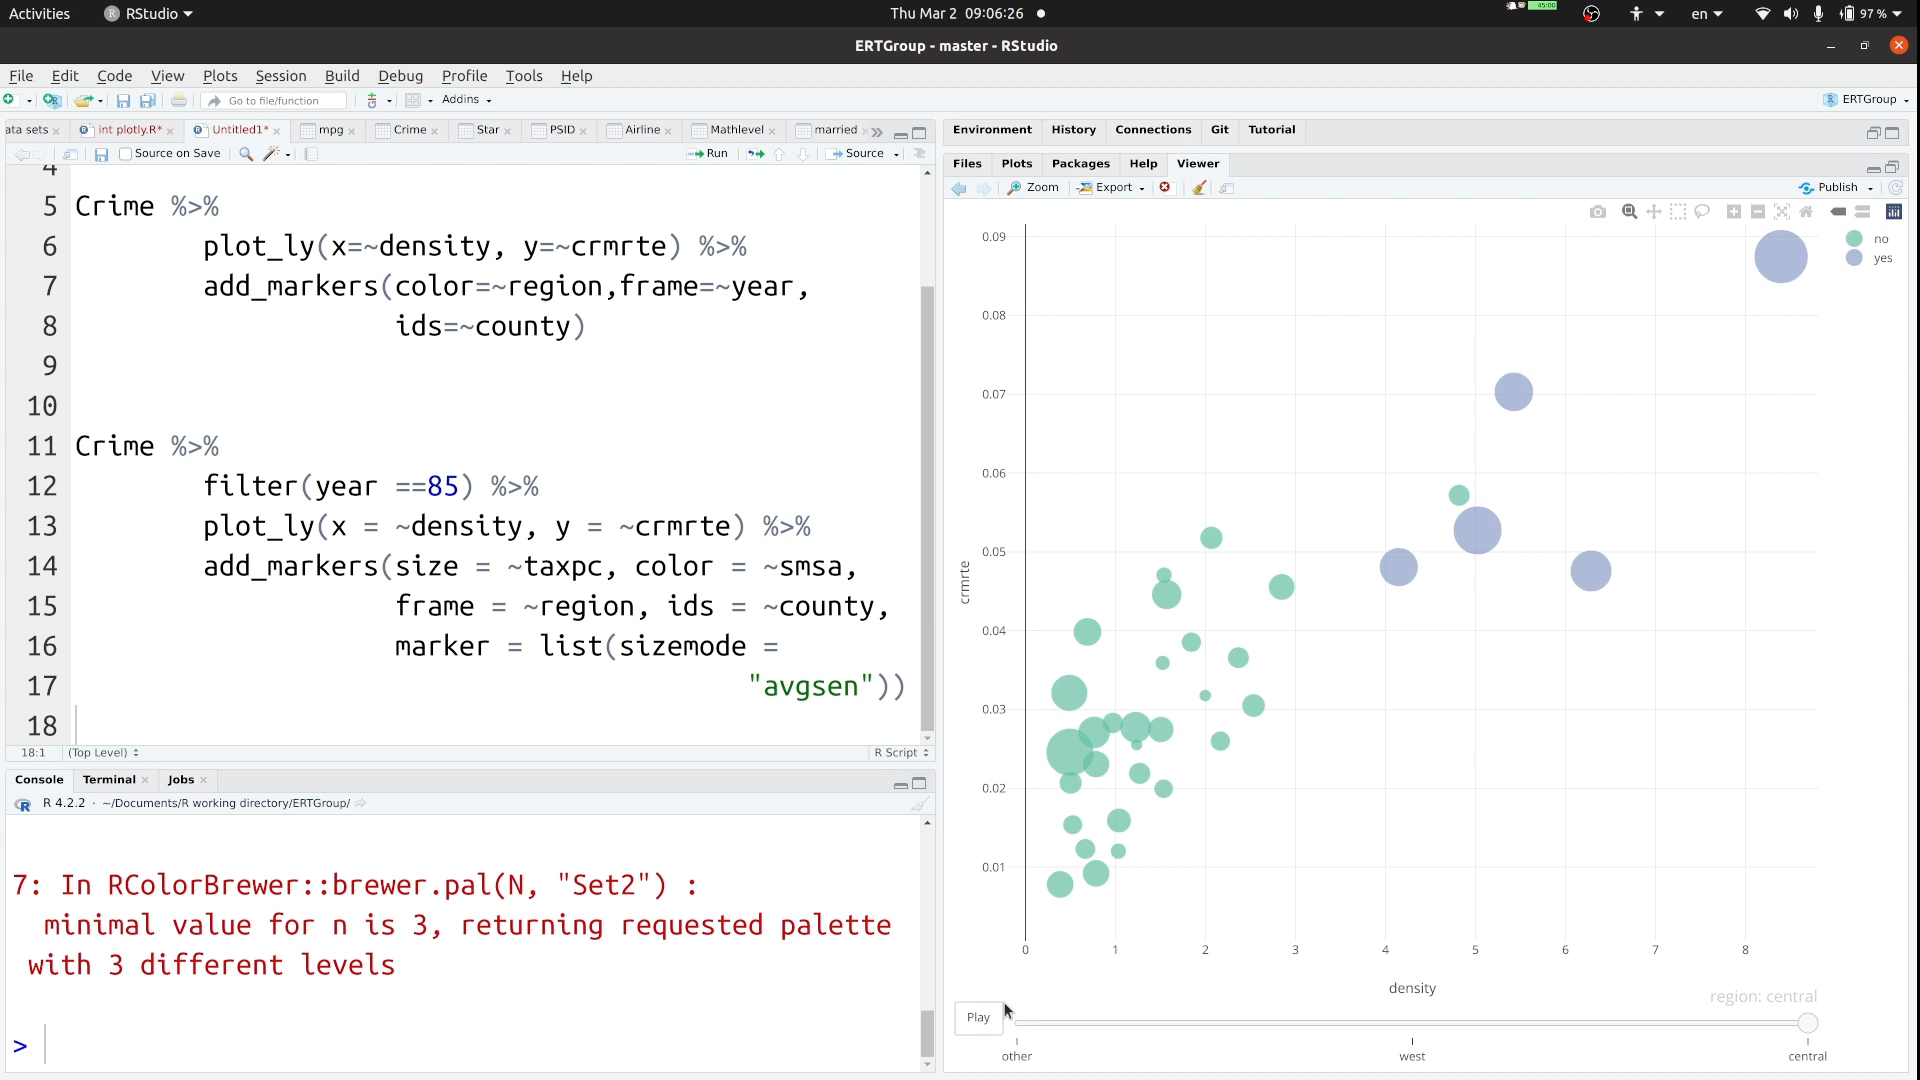 Activities
RStudio
Thu Mar 2 09:06:26
45:00
en
97 %
ERTGroup - master - RStudio
File Edit Code View Plots Session Build Debug Profile Tools Help
Go to file/function
Addins
ERTGroup
ata sets
int plotly.R*
Untitled1*
mpg
Crime
Star
PSID
Airline
Mathlevel
married
Source on Save
Run
Source
4
5 Crime %>%
6 plot_ly(x=~density, y=~crmrte) %>%
7 add_markers(color=~region,frame=~year,
8 ids=~county)
9
10
11 Crime %>%
12 filter(year ==85) %>%
13 plot_ly(x = ~density, y = ~crmrte) %>%
14 add_markers(size = ~taxpc, color = ~smsa,
15 frame = ~region, ids = ~county,
16 marker = list(sizemode =
17 "avgsen"))
18
18:1 (Top Level) R Script
Console Terminal Jobs
R 4.2.2 · ~/Documents/R working directory/ERTGroup/
7: In RColorBrewer::brewer.pal(N, "Set2") :
minimal value for n is 3, returning requested palette
with 3 different levels
>
Environment History Connections Git Tutorial
Files Plots Packages Help Viewer
Zoom Export Publish
no
yes
0.09
0.08
0.07
0.06
0.05
0.04
0.03
0.02
0.01
crmrte
0 1 2 3 4 5 6 7 8
density
region: central
Play
other west central